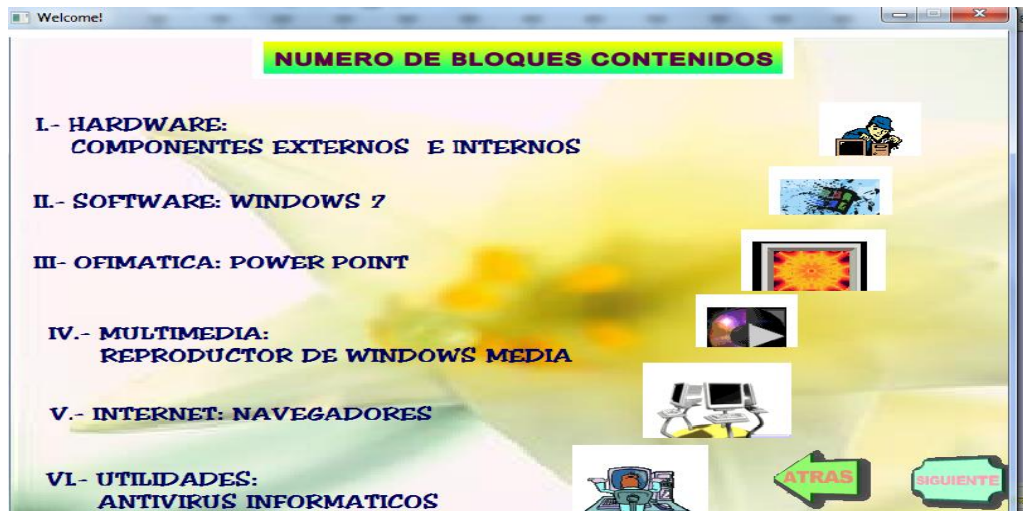 Welcome!
NUMERO DE BLOQUES CONTENIDOS
I.- HARDWARE:
COMPONENTES EXTERNOS E INTERNOS
II.- SOFTWARE: WINDOWS 7
III- OFIMATICA: POWER POINT
IV.- MULTIMEDIA:
REPRODUCTOR DE WINDOWS MEDIA
V.- INTERNET: NAVEGADORES
VI.- UTILIDADES:
ANTIVIRUS INFORMATICOS
ATRAS
SIGUIENTE